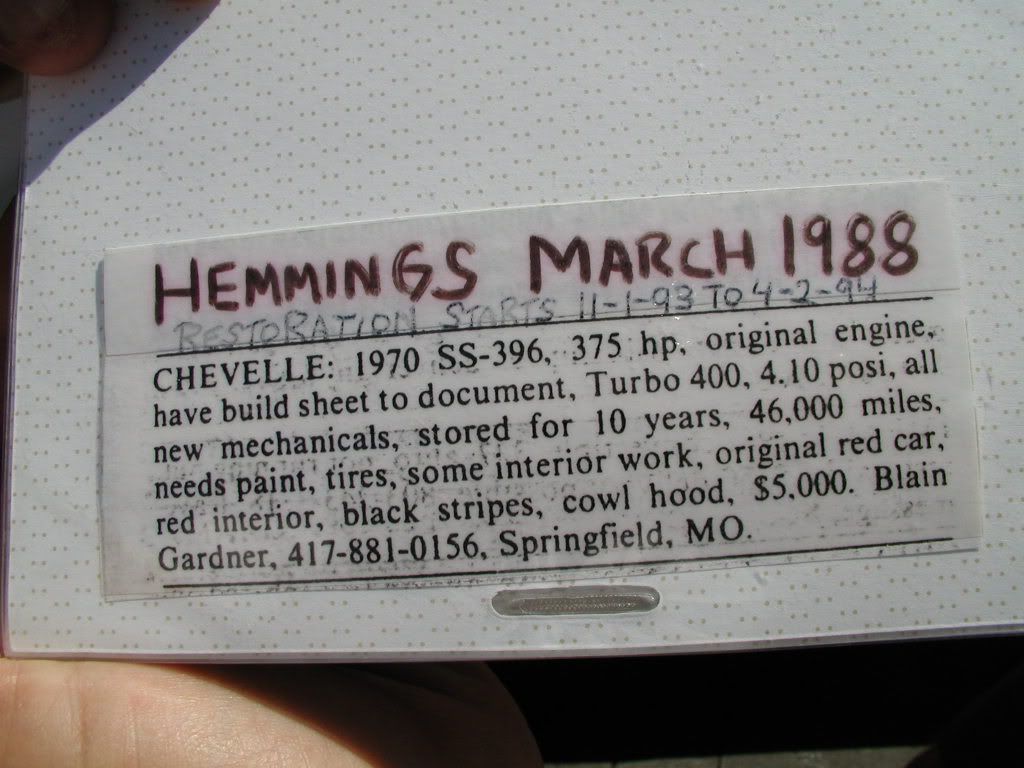 HEMMINGS MARCH 1988
RESTORATION STARTS 11-1-93 TO 4-2-94
CHEVELLE: 1970 SS-396, 375 hp, original engine,
have build sheet to document, Turbo 400, 4.10 posi, all
new mechanicals, stored for 10 years, 46,000 miles,
needs paint, tires, some interior work, original red car,
red interior, black stripes, cowl hood, $5,000. Blain
Gardner, 417-881-0156, Springfield, MO.